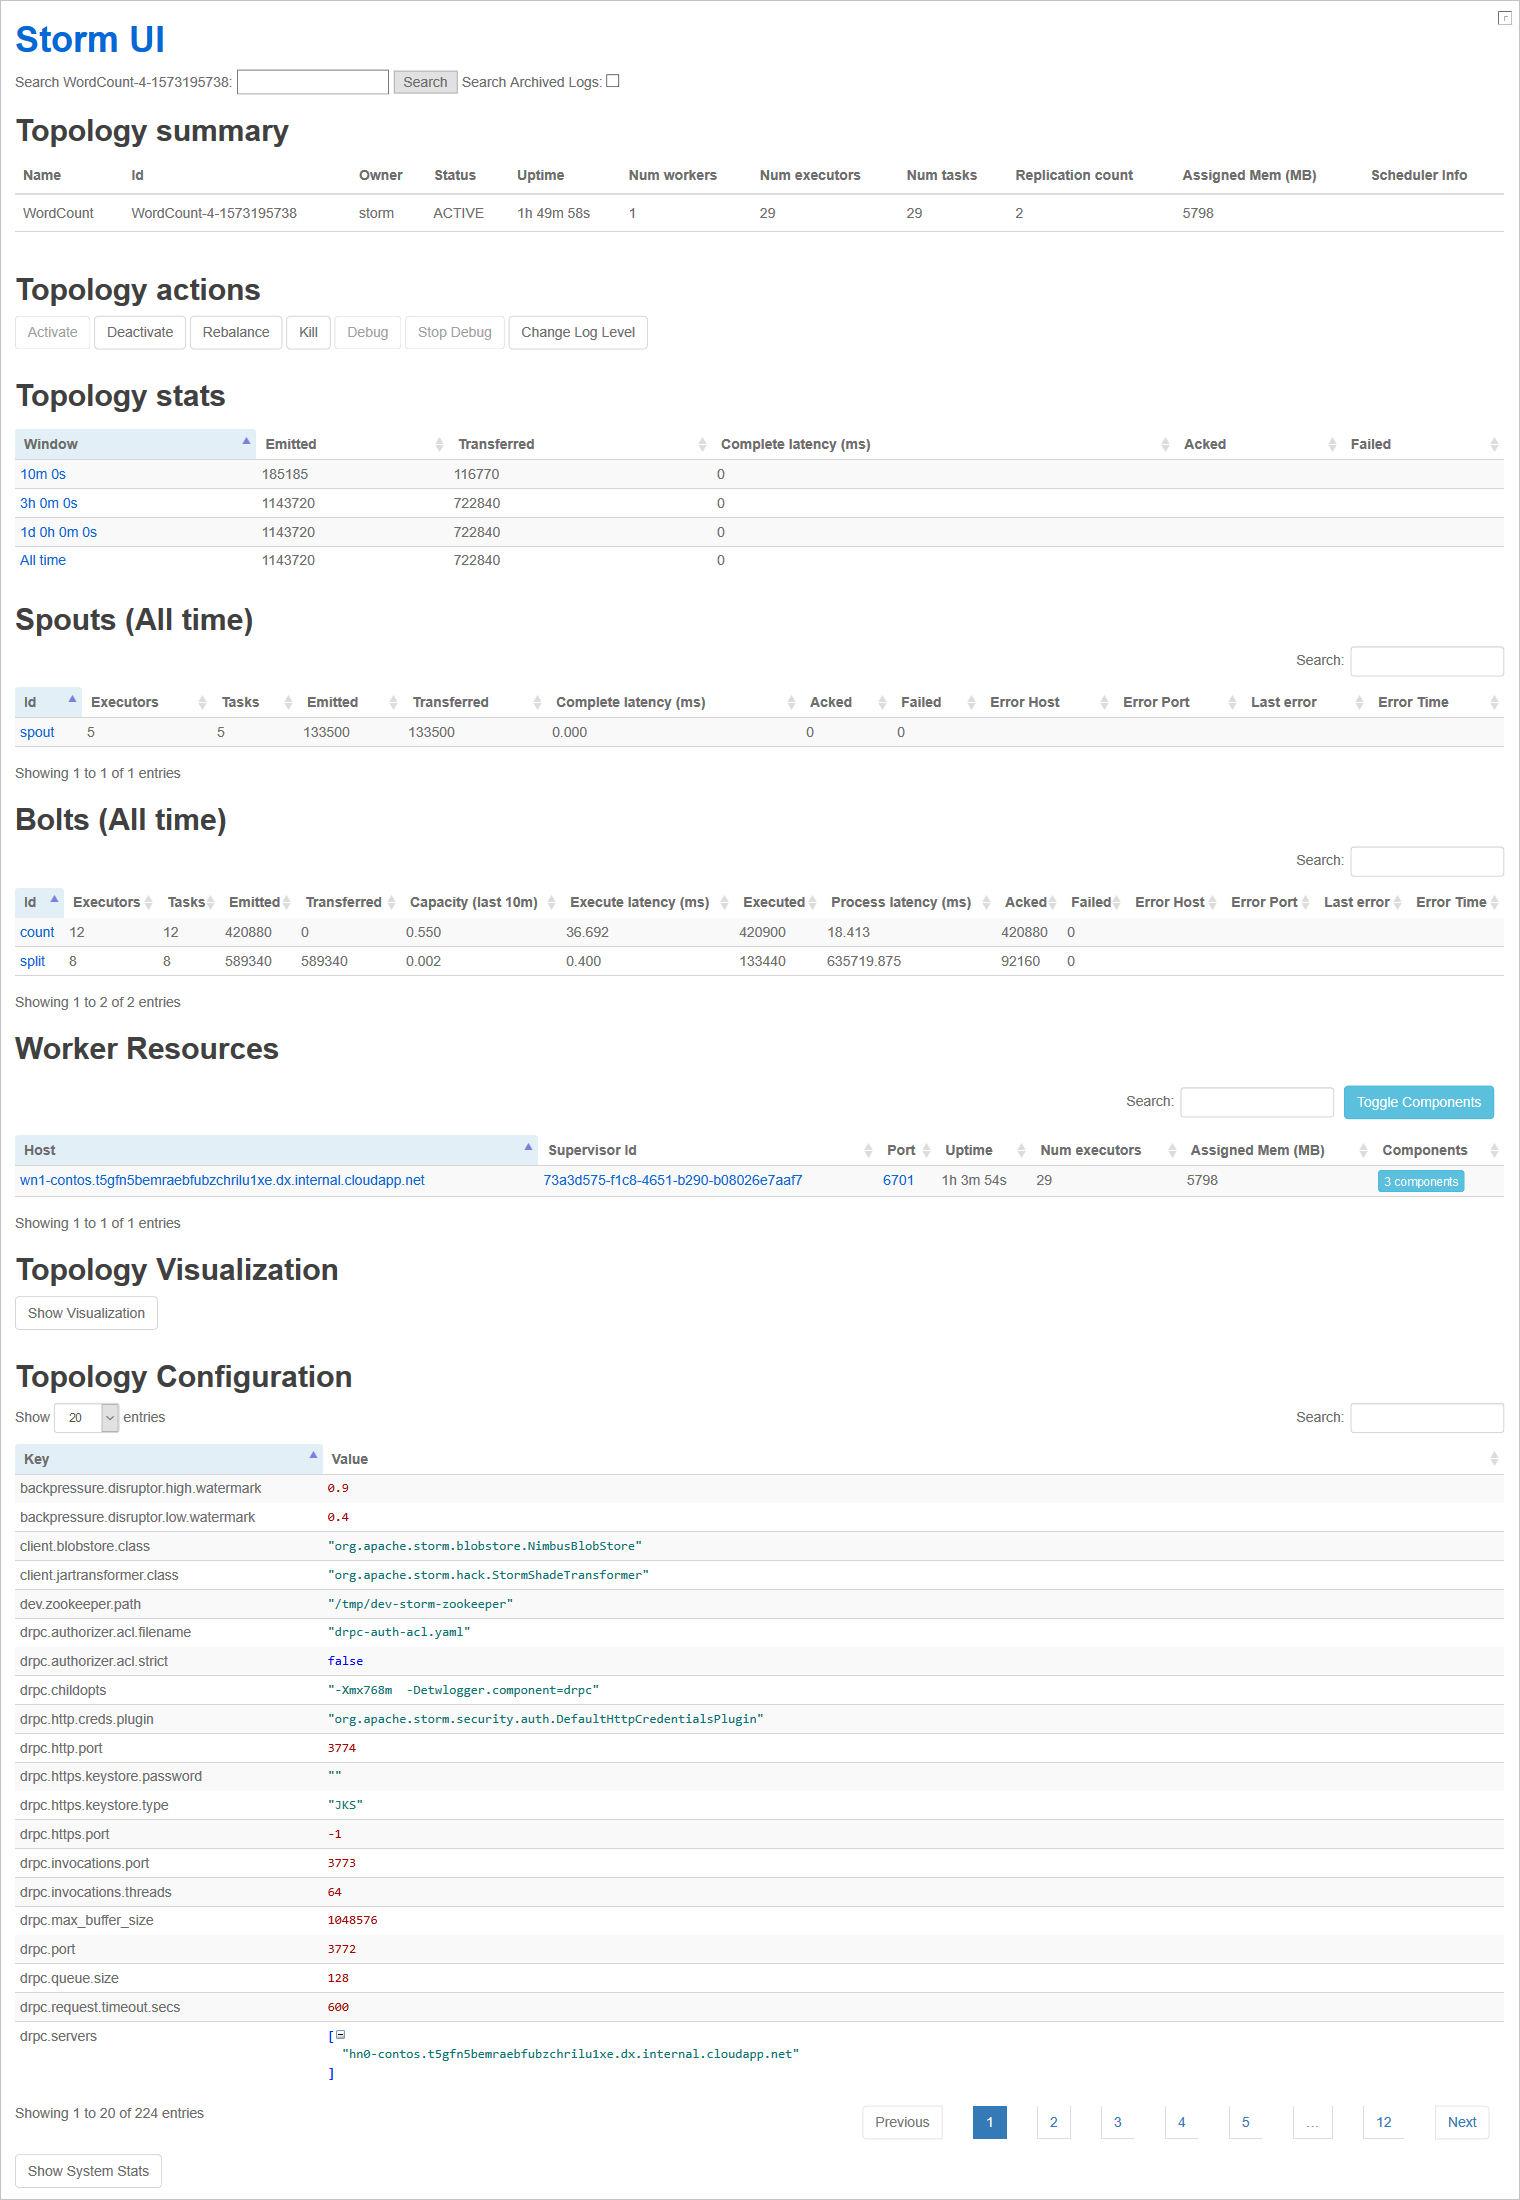 Storm UI
Search WordCount-4-1573195738: Search Search Archived Logs:
Topology summary
Name Id Owner Status Uptime Num workers Num executors Num tasks Replication count Assigned Mem (MB) Scheduler Info
WordCount WordCount-4-1573195738 storm ACTIVE 1h 49m 58s 1 29 29 2 5798
Topology actions
Activate Deactivate Rebalance Kill Debug Stop Debug Change Log Level
Topology stats
Window Emitted Transferred Complete latency (ms) Acked Failed
10m 0s 185185 116770 0
3h 0m 0s 1143720 722840 0
1d 0h 0m 0s 1143720 722840 0
All time 1143720 722840 0
Spouts (All time)
Search:
Id Executors Tasks Emitted Transferred Complete latency (ms) Acked Failed Error Host Error Port Last error Error Time
spout 5 5 133500 133500 0.000 0 0
Showing 1 to 1 of 1 entries
Bolts (All time)
Search:
Id Executors Tasks Emitted Transferred Capacity (last 10m) Execute latency (ms) Executed Process latency (ms) Acked Failed Error Host Error Port Last error Error Time
count 12 12 420880 0 0.550 36.692 420900 18.413 420880 0
split 8 8 589340 589340 0.002 0.400 133440 635719.875 92160 0
Showing 1 to 2 of 2 entries
Worker Resources
Search: Toggle Components
Host Supervisor Id Port Uptime Num executors Assigned Mem (MB) Components
wn1-contos.t5gfn5bemraebfubzchrilu1xe.dx.internal.cloudapp.net 73a3d575-f1c8-4651-b290-b08026e7aaf7 6701 1h 3m 54s 29 5798 3 components
Showing 1 to 1 of 1 entries
Topology Visualization
Show Visualization
Topology Configuration
Show 20 entries Search:
Key Value
backpressure.disruptor.high.watermark 0.9
backpressure.disruptor.low.watermark 0.4
client.blobstore.class "org.apache.storm.blobstore.NimbusBlobStore"
client.jartransformer.class "org.apache.storm.hack.StormShadeTransformer"
dev.zookeeper.path "/tmp/dev-storm-zookeeper"
drpc.authorizer.acl.filename "drpc-auth-acl.yaml"
drpc.authorizer.acl.strict false
drpc.childopts "-Xmx768m  -Detwlogger.component=drpc"
drpc.http.creds.plugin "org.apache.storm.security.auth.DefaultHttpCredentialsPlugin"
drpc.http.port 3774
drpc.https.keystore.password ""
drpc.https.keystore.type "JKS"
drpc.https.port -1
drpc.invocations.port 3773
drpc.invocations.threads 64
drpc.max_buffer_size 1048576
drpc.port 3772
drpc.queue.size 128
drpc.request.timeout.secs 600
drpc.servers [
"hn0-contos.t5gfn5bemraebfubzchrilu1xe.dx.internal.cloudapp.net"
]
Showing 1 to 20 of 224 entries Previous 1 2 3 4 5 … 12 Next
Show System Stats